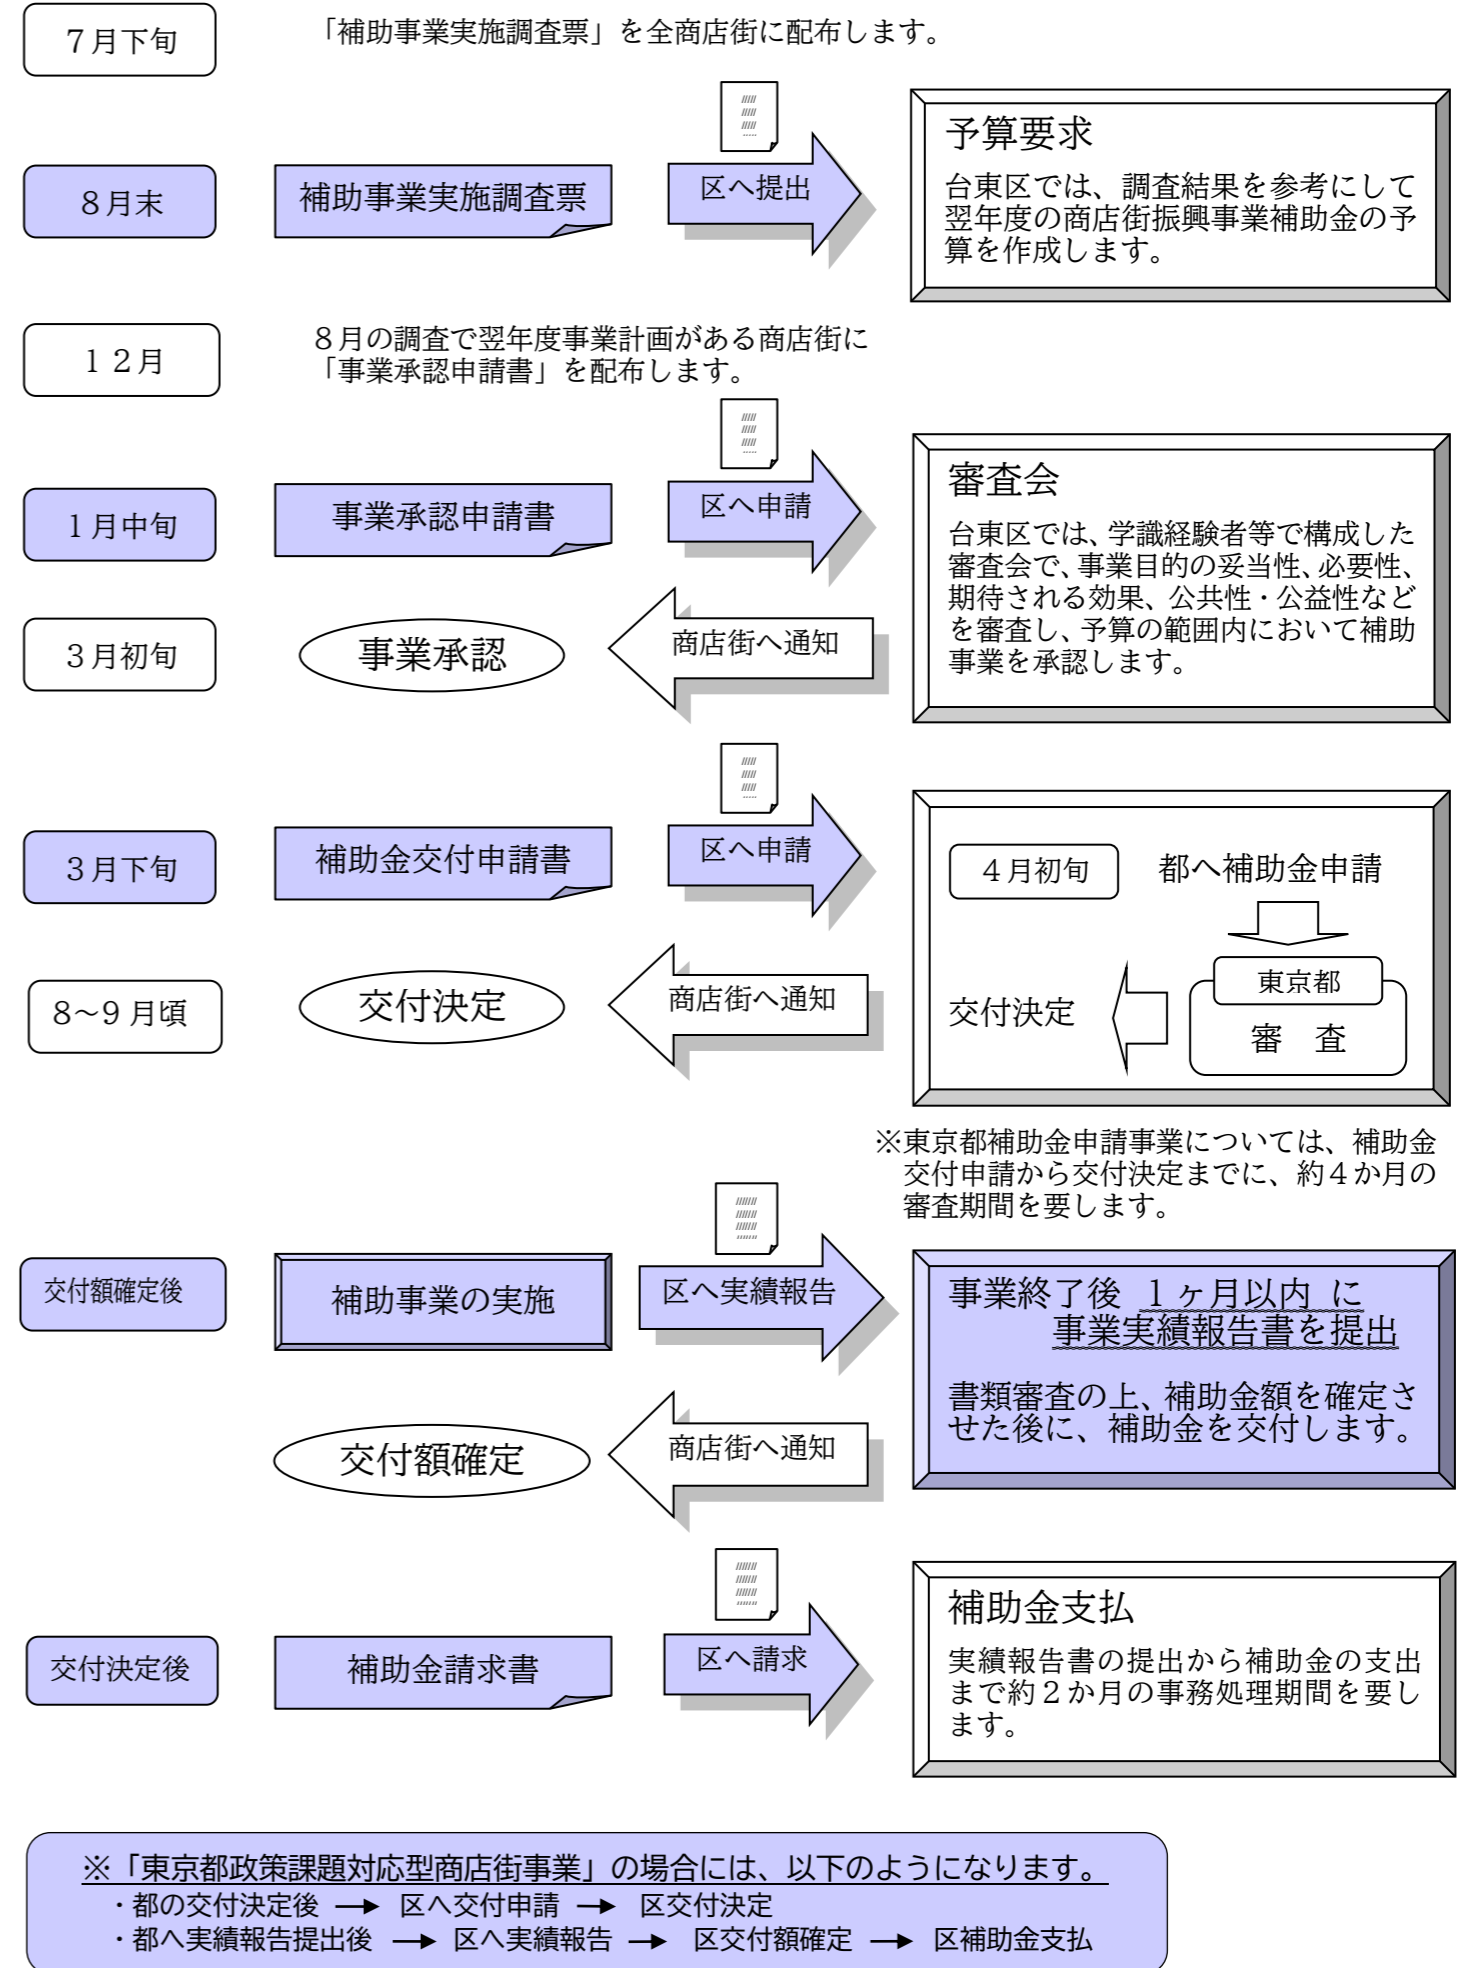 ７月下旬
「補助事業実施調査票」を全商店街に配布します。
８月末
補助事業実施調査票
区へ提出
予算要求
台東区では、調査結果を参考にして
翌年度の商店街振興事業補助金の予
算を作成します。
１２月
８月の調査で翌年度事業計画がある商店街に
「事業承認申請書」を配布します。
１月中旬
事業承認申請書
区へ申請
審査会
台東区では、学識経験者等で構成した
審査会で、事業目的の妥当性、必要性、
期待される効果、公共性・公益性など
を審査し、予算の範囲内において補助
事業を承認します。
３月初旬
事業承認
商店街へ通知
３月下旬
補助金交付申請書
区へ申請
４月初旬
都へ補助金申請
東京都
審　査
交付決定
8～9 月頃
交付決定
商店街へ通知
※東京都補助金申請事業については、補助金
交付申請から交付決定までに、約４か月の
審査期間を要します。
交付額確定後
補助事業の実施
区へ実績報告
事業終了後 １ヶ月以内 に
事業実績報告書を提出
書類審査の上、補助金額を確定さ
せた後に、補助金を交付します。
交付額確定
商店街へ通知
交付決定後
補助金請求書
区へ請求
補助金支払
実績報告書の提出から補助金の支出
まで約２か月の事務処理期間を要し
ます。
※「東京都政策課題対応型商店街事業」の場合には、以下のようになります。
・都の交付決定後 → 区へ交付申請 → 区交付決定
・都へ実績報告提出後 → 区へ実績報告 → 区交付額確定 → 区補助金支払